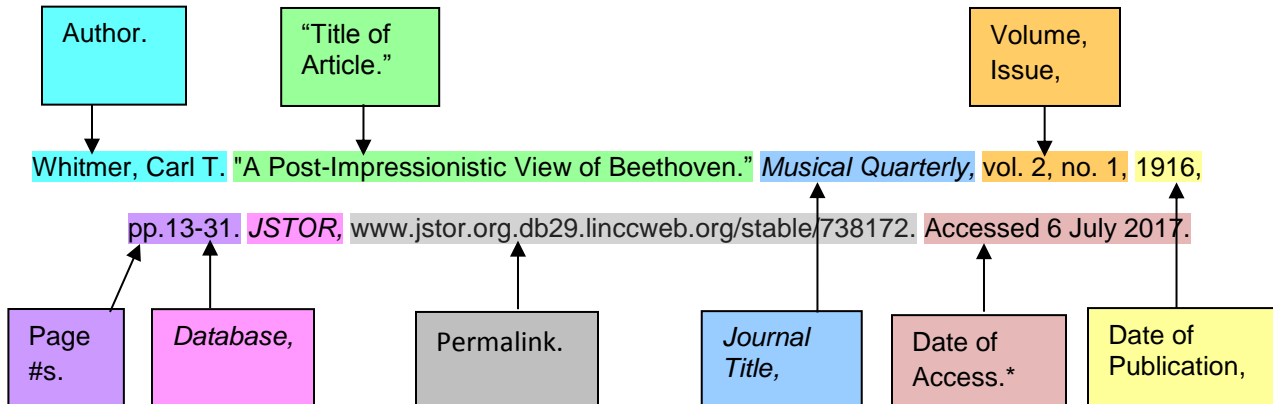 Author.
“Title of
Article.”
Volume,
Issue,
Whitmer, Carl T. "A Post-Impressionistic View of Beethoven.” Musical Quarterly, vol. 2, no. 1, 1916,
pp.13-31. JSTOR, www.jstor.org.db29.linccweb.org/stable/738172. Accessed 6 July 2017.
Page
#s.
Database,
Permalink.
Journal
Title,
Date of
Access.*
Date of
Publication,